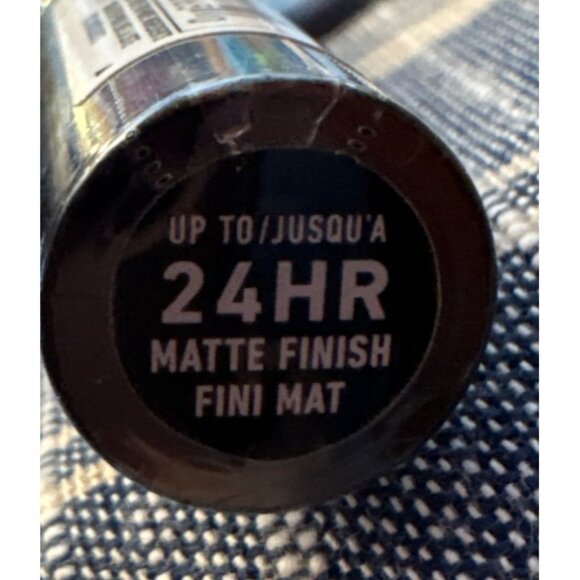 UP TO/JUSQU'A
24HR
MATTE FINISH
FINI MAT